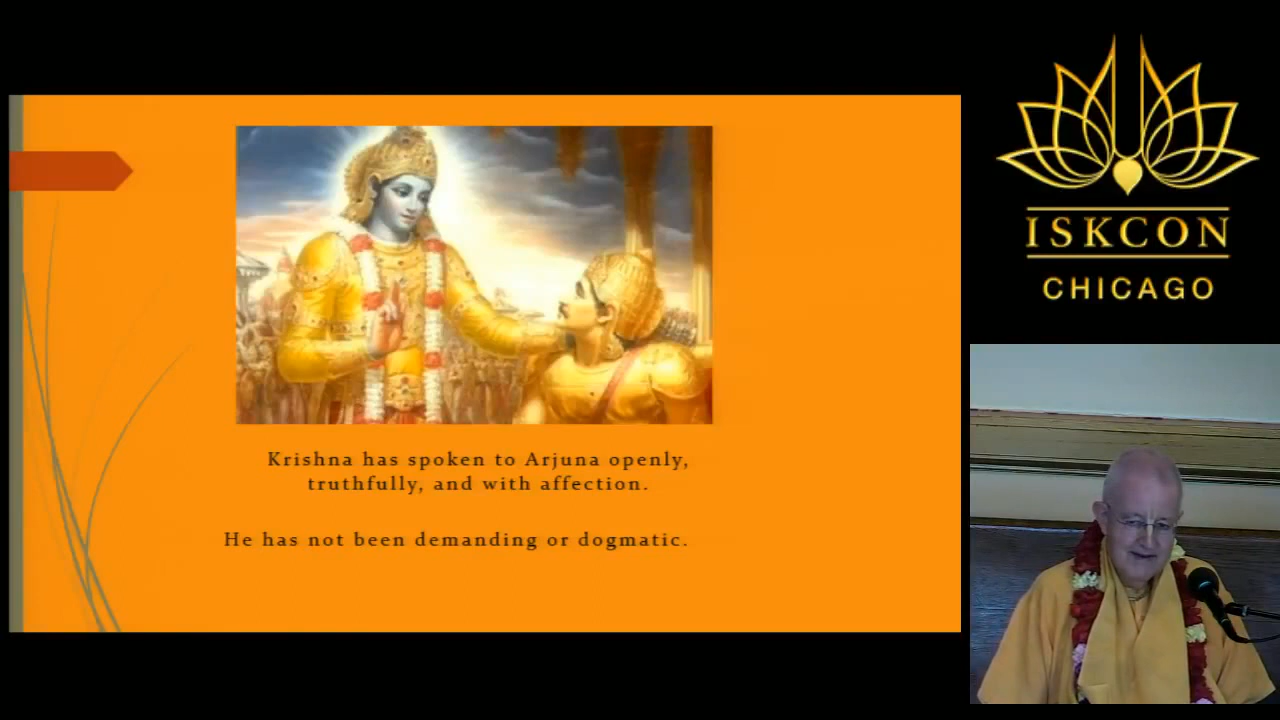 Krishna has spoken to Arjuna openly,
truthfully, and with affection.
He has not been demanding or dogmatic.
ISKCON
CHICAGO